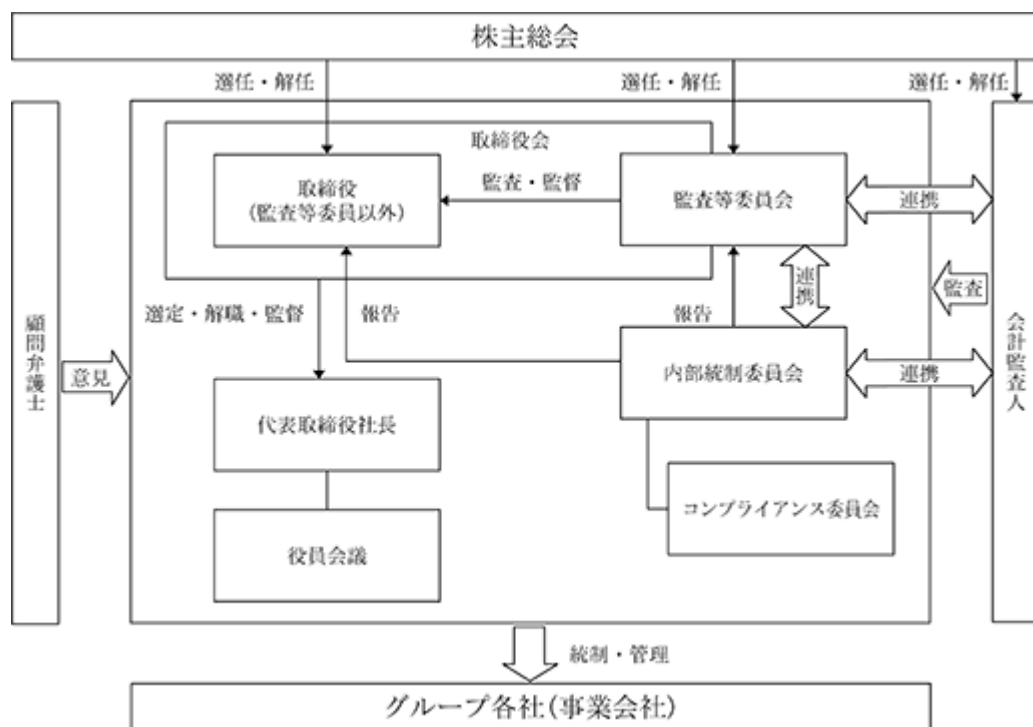 株主総会
選任・解任
選任・解任
選任・解任
取締役会
取締役
(監査等委員以外)
監査・監督
監査等委員会
連携
連携
監査
選定・解職・監督
報告
報告
顧問弁護士
意見
内部統制委員会
連携
会計監査人
代表取締役社長
コンプライアンス委員会
役員会議
統制・管理
グループ各社(事業会社)